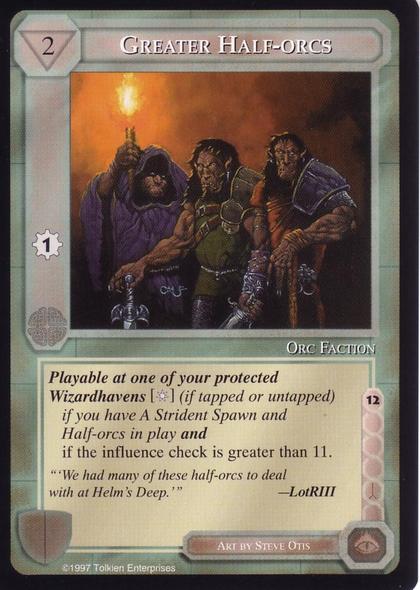 2
GREATER HALF-ORCS
1
ORC FACTION
Playable at one of your protected
Wizardhavens [☼] (if tapped or untapped)
if you have A Strident Spawn and
Half-orcs in play and
if the influence check is greater than 11.
12
“‘We had many of these half-orcs to deal
with at Helm’s Deep.’” —LotRIII
ART BY STEVE OTIS
©1997 Tolkien Enterprises